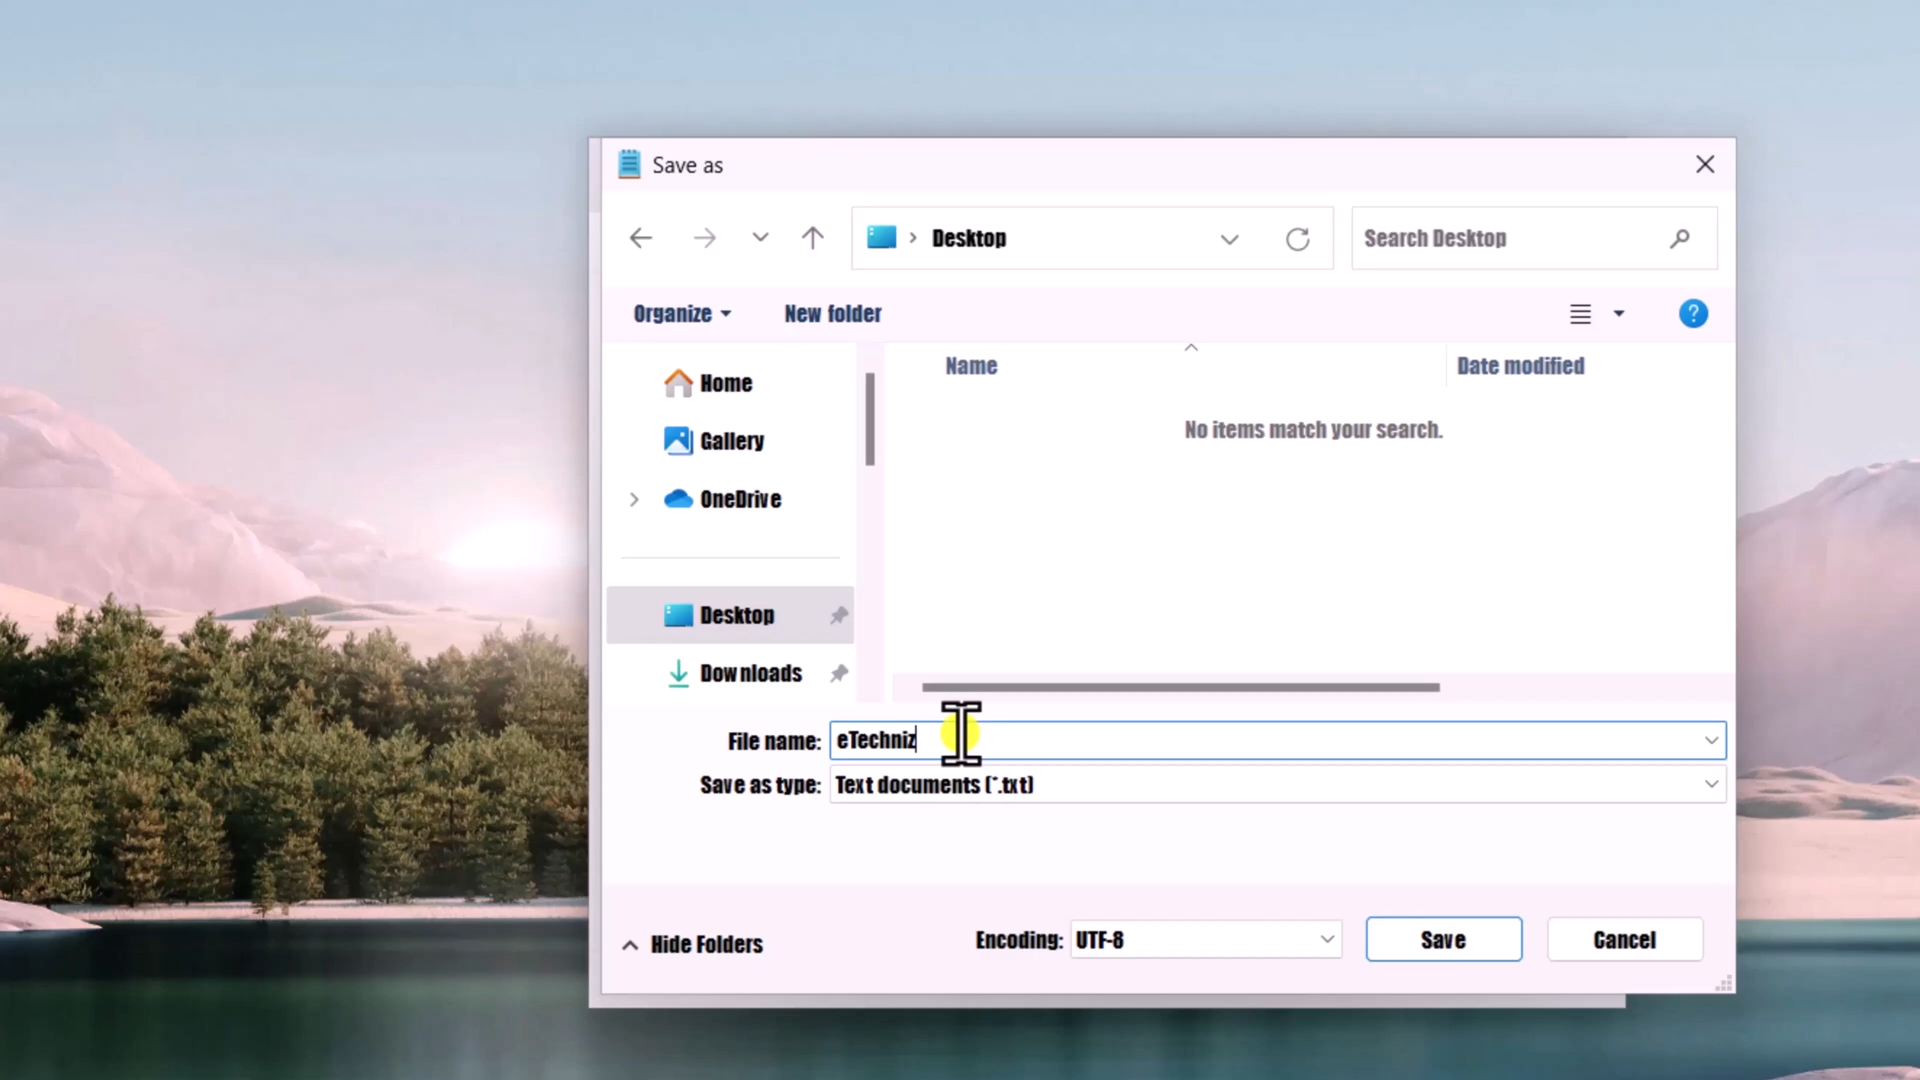 Save as
Desktop
Search Desktop
Organize
New folder
Name
Date modified
Home
No items match your search.
Gallery
OneDrive
Desktop
Downloads
File name: eTechniz
Save as type: Text documents (*.txt)
Hide Folders
Encoding: UTF-8
Save
Cancel